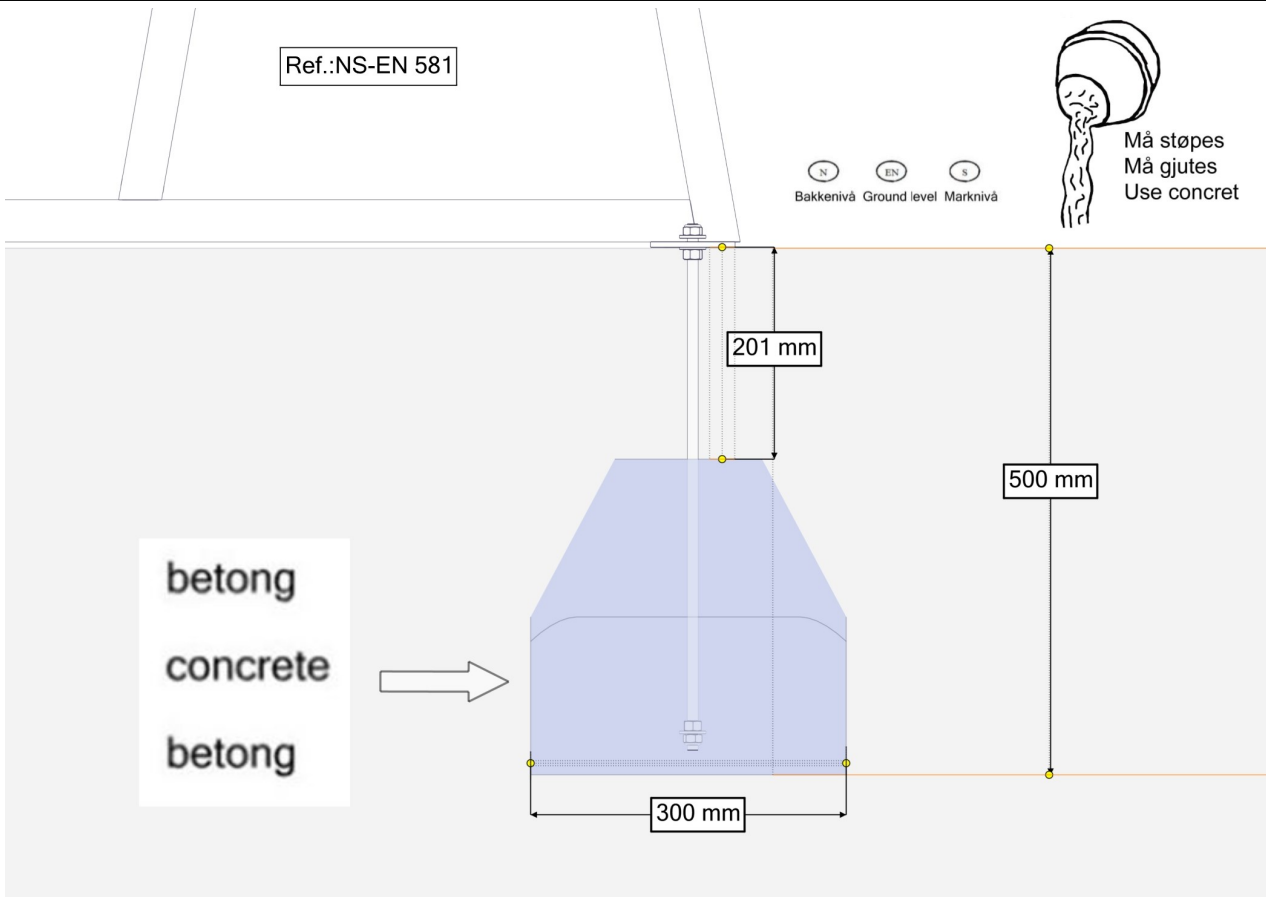 Ref.:NS-EN 581
Må støpes
Må gjutes
Use concret
N EN S
Bakkenivå Ground level Marknivå
201 mm
500 mm
betong
concrete
betong
300 mm